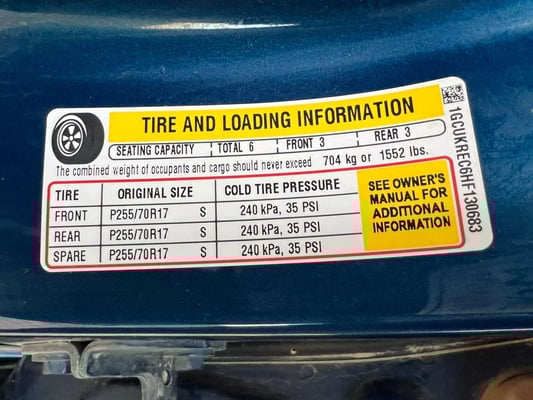 TIRE AND LOADING INFORMATION
SEATING CAPACITY TOTAL 6 FRONT 3 REAR 3
The combined weight of occupants and cargo should never exceed 704 kg or 1552 lbs.
TIRE ORIGINAL SIZE COLD TIRE PRESSURE
FRONT P255/70R17 S 240 kPa, 35 PSI
REAR P255/70R17 S 240 kPa, 35 PSI
SPARE P255/70R17 S 240 kPa, 35 PSI
SEE OWNER'S
MANUAL FOR
ADDITIONAL
INFORMATION
1GCUKREC6HF130683